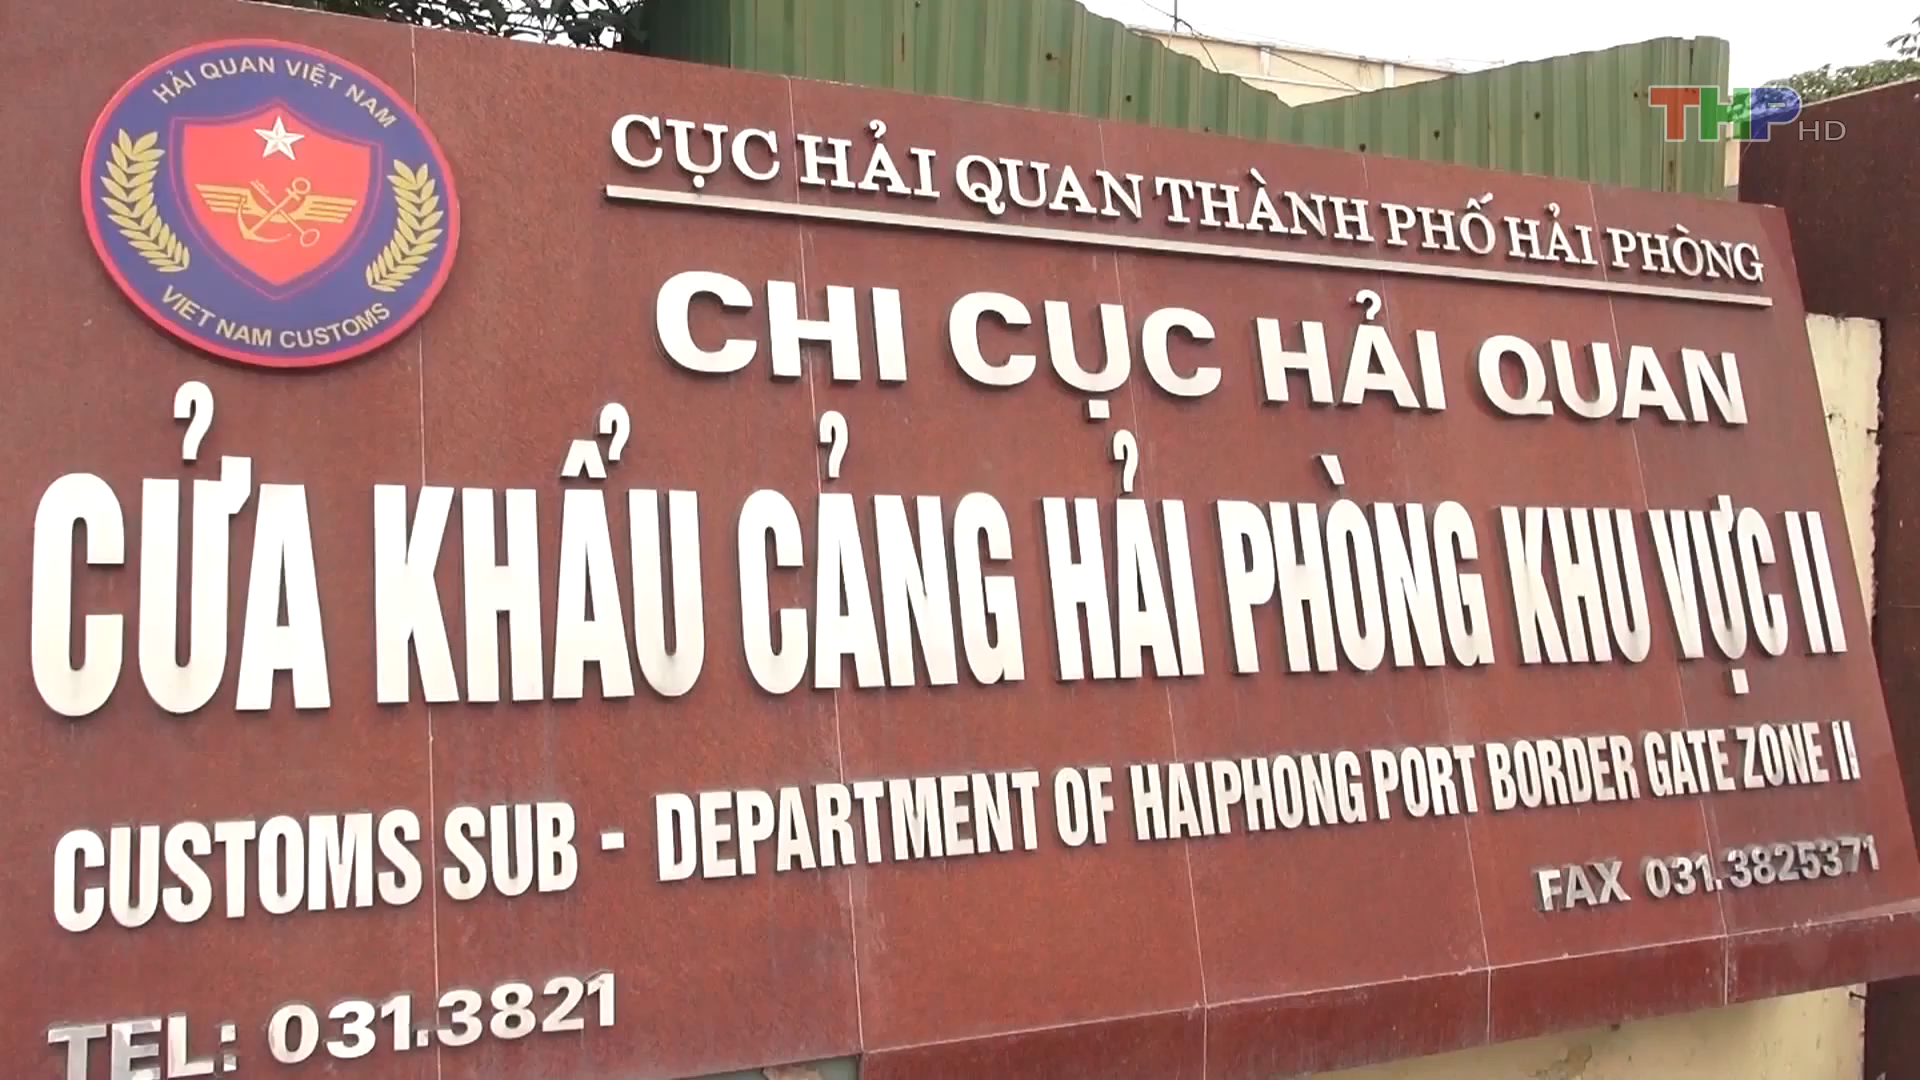 HẢI QUAN VIỆT NAM
VIET NAM CUSTOMS
THP HD
CỤC HẢI QUAN THÀNH PHỐ HẢI PHÒNG
CHI CỤC HẢI QUAN
CỬA KHẨU CẢNG HẢI PHÒNG KHU VỰC II
CUSTOMS SUB - DEPARTMENT OF HAIPHONG PORT BORDER GATE ZONE II
FAX 031.3825371
TEL: 031.3821